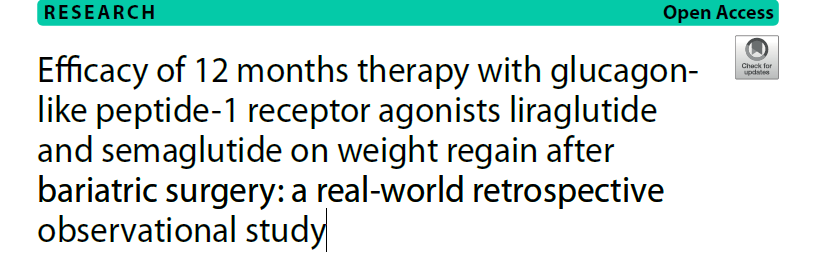 RESEARCH Open Access
Check for
updates
Efficacy of 12 months therapy with glucagon-
like peptide-1 receptor agonists liraglutide
and semaglutide on weight regain after
bariatric surgery: a real-world retrospective
observational study